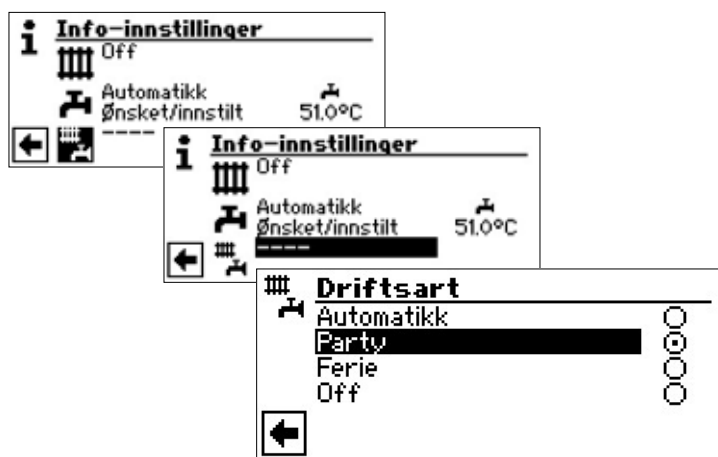 i Info-innstillinger
Off
Automatikk
Ønsket/innstilt 51.0°C
----
i Info-innstillinger
Off
Automatikk
Ønsket/innstilt 51.0°C
----
Driftsart
Automatikk
Party
Ferie
Off